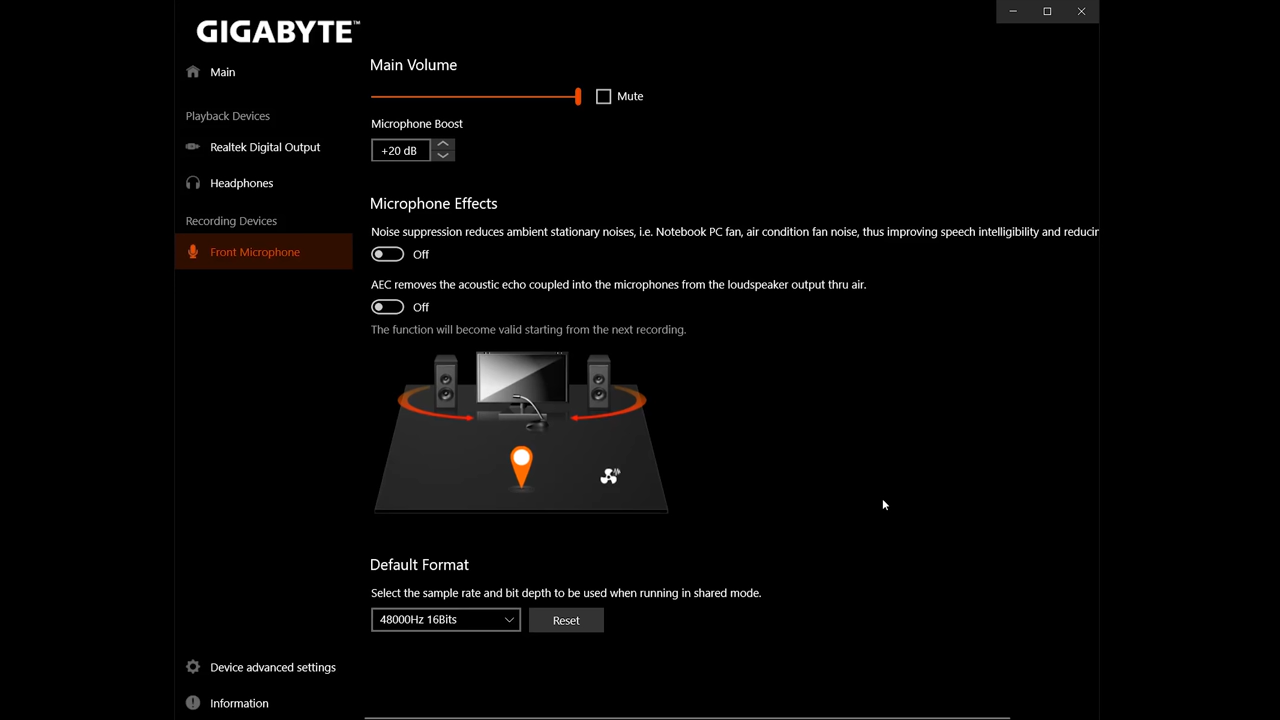 GIGABYTE™
Main
Playback Devices
Realtek Digital Output
Headphones
Recording Devices
Front Microphone
Device advanced settings
Information
Main Volume
Mute
Microphone Boost
+20 dB
Microphone Effects
Noise suppression reduces ambient stationary noises, i.e. Notebook PC fan, air condition fan noise, thus improving speech intelligibility and reducin
Off
AEC removes the acoustic echo coupled into the microphones from the loudspeaker output thru air.
Off
The function will become valid starting from the next recording.
Default Format
Select the sample rate and bit depth to be used when running in shared mode.
48000Hz 16Bits
Reset